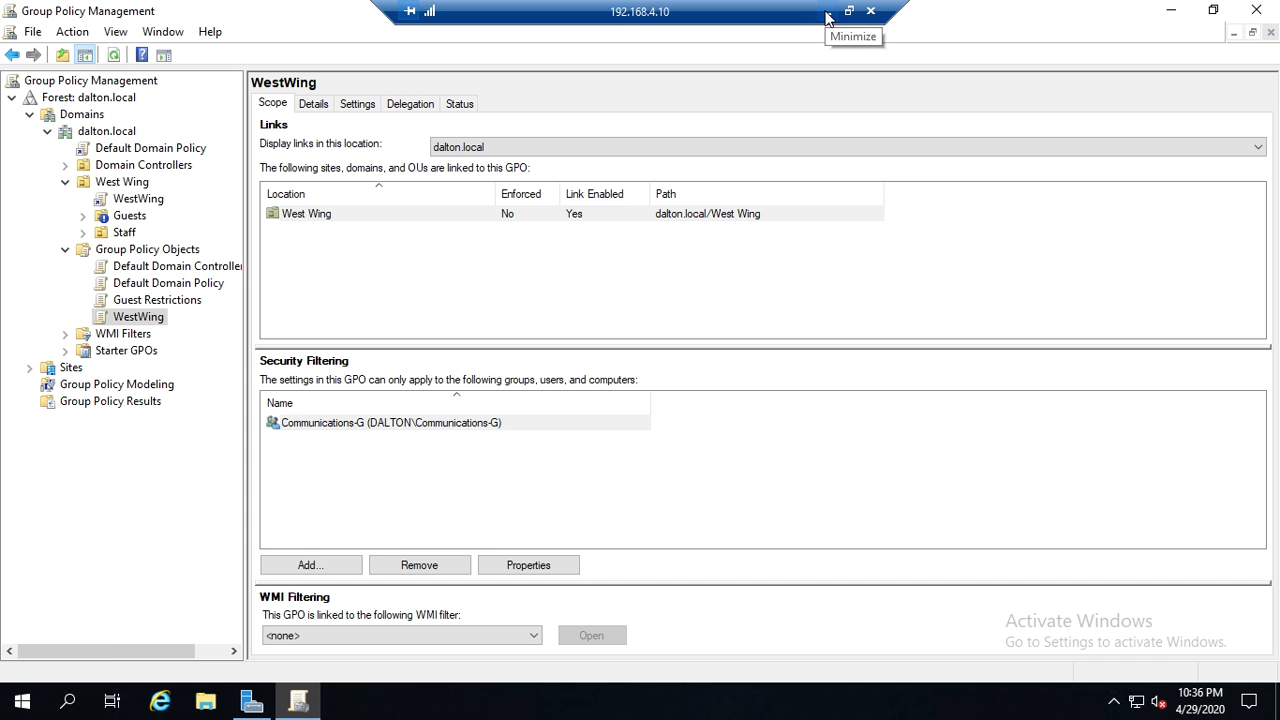 Group Policy Management
192.168.4.10
Minimize
File Action View Window Help
Group Policy Management
Forest: dalton.local
Domains
dalton.local
Default Domain Policy
Domain Controllers
West Wing
WestWing
Guests
Staff
Group Policy Objects
Default Domain Controller
Default Domain Policy
Guest Restrictions
WestWing
WMI Filters
Starter GPOs
Sites
Group Policy Modeling
Group Policy Results
WestWing
Scope Details Settings Delegation Status
Links
Display links in this location: dalton.local
The following sites, domains, and OUs are linked to this GPO:
Location Enforced Link Enabled Path
West Wing No Yes dalton.local/West Wing
Security Filtering
The settings in this GPO can only apply to the following groups, users, and computers:
Name
Communications-G (DALTON\Communications-G)
Add... Remove Properties
WMI Filtering
This GPO is linked to the following WMI filter:
<none> Open
Activate Windows
Go to Settings to activate Windows.
10:36 PM
4/29/2020